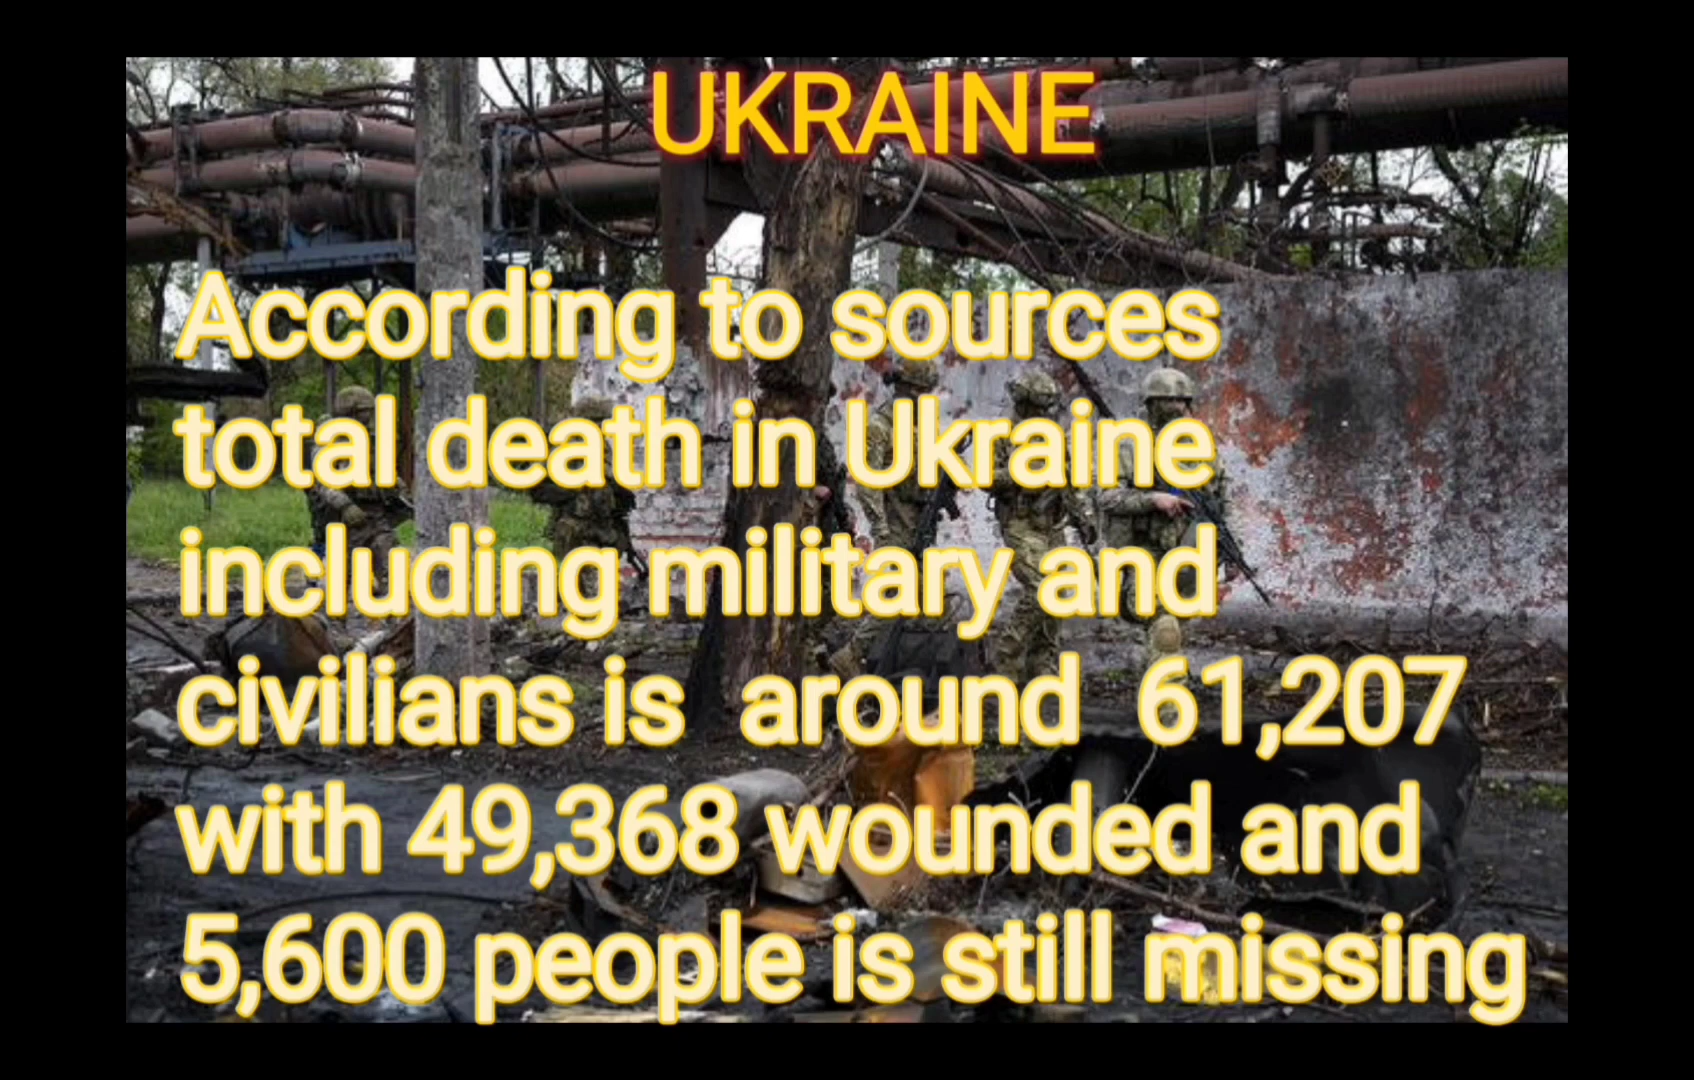 UKRAINE
According to sources
total death in Ukraine
including military and
civilians is around 61,207
with 49,368 wounded and
5,600 people is still missing